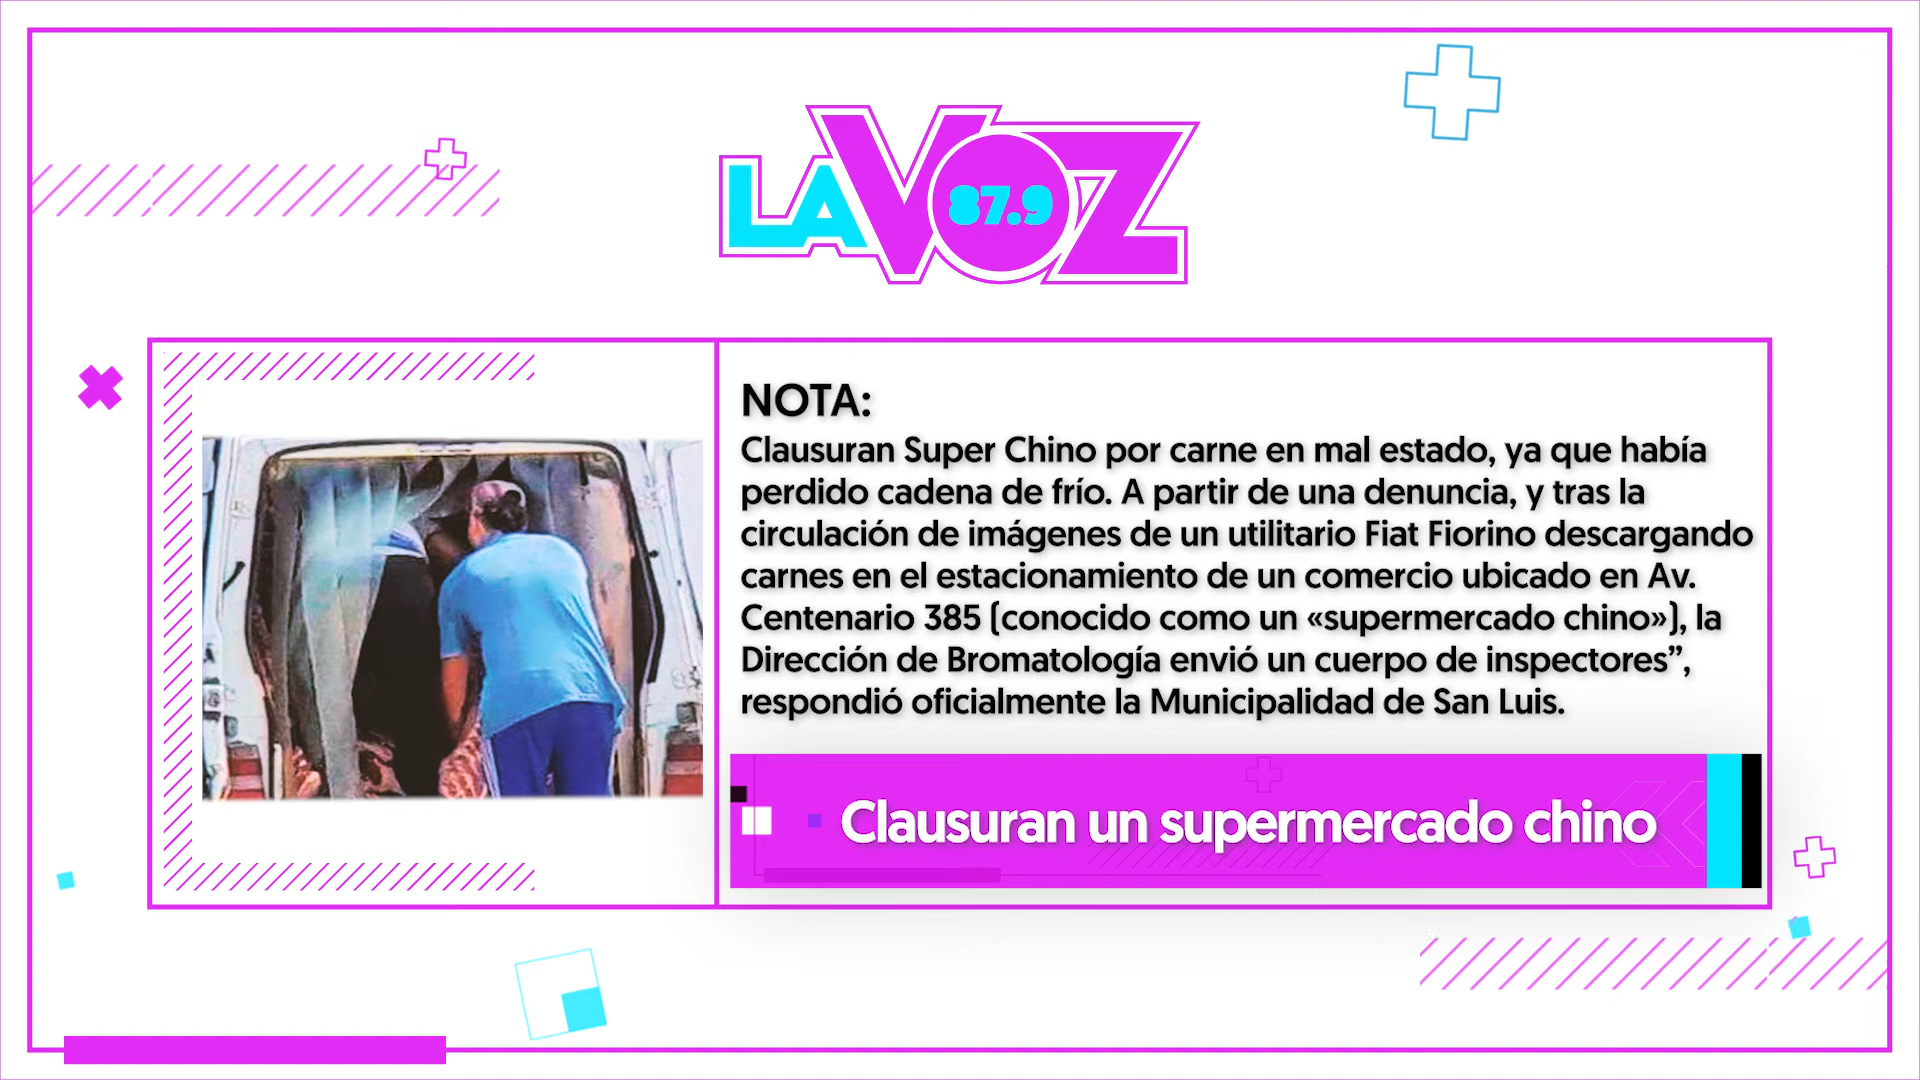 LA VOZ
87.9
NOTA:
Clausuran Super Chino por carne en mal estado, ya que había
perdido cadena de frío. A partir de una denuncia, y tras la
circulación de imágenes de un utilitario Fiat Fiorino descargando
carnes en el estacionamiento de un comercio ubicado en Av.
Centenario 385 (conocido como un «supermercado chino»), la
Dirección de Bromatología envió un cuerpo de inspectores”,
respondió oficialmente la Municipalidad de San Luis.
Clausuran un supermercado chino